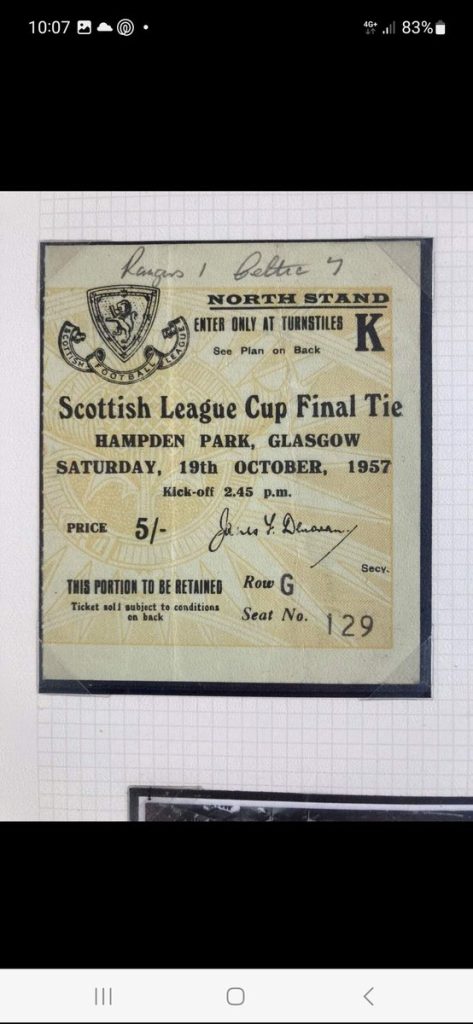 10:07
4G+ 83%
Rangers 1 Celtic 7
NORTH STAND
ENTER ONLY AT TURNSTILES K
See Plan on Back
SCOTTISH FOOTBALL LEAGUE
Scottish League Cup Final Tie
HAMPDEN PARK, GLASGOW
SATURDAY, 19th OCTOBER, 1957
Kick-off 2.45 p.m.
PRICE 5/-
Secy.
THIS PORTION TO BE RETAINED
Row G
Ticket sold subject to conditions
on back
Seat No. 129